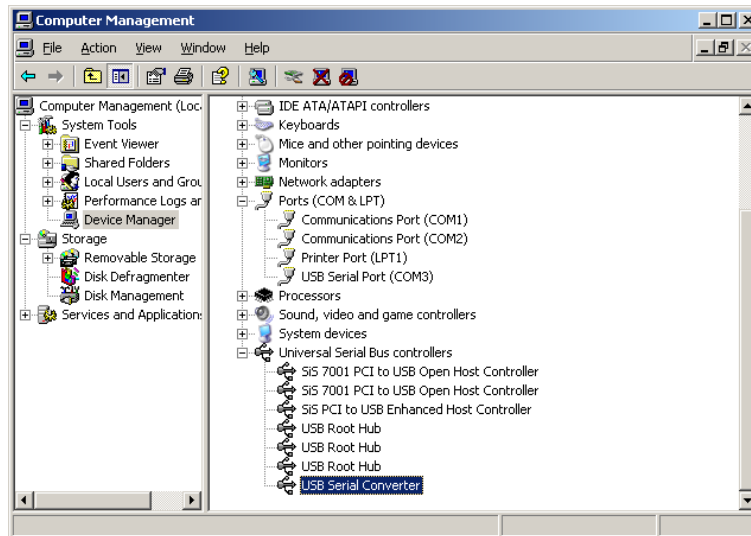 Computer Management
File Action View Window Help
Computer Management (Loca
System Tools
Event Viewer
Shared Folders
Local Users and Grou
Performance Logs ar
Device Manager
Storage
Removable Storage
Disk Defragmenter
Disk Management
Services and Application
IDE ATA/ATAPI controllers
Keyboards
Mice and other pointing devices
Monitors
Network adapters
Ports (COM & LPT)
Communications Port (COM1)
Communications Port (COM2)
Printer Port (LPT1)
USB Serial Port (COM3)
Processors
Sound, video and game controllers
System devices
Universal Serial Bus controllers
SiS 7001 PCI to USB Open Host Controller
SiS 7001 PCI to USB Open Host Controller
SiS PCI to USB Enhanced Host Controller
USB Root Hub
USB Root Hub
USB Root Hub
USB Serial Converter